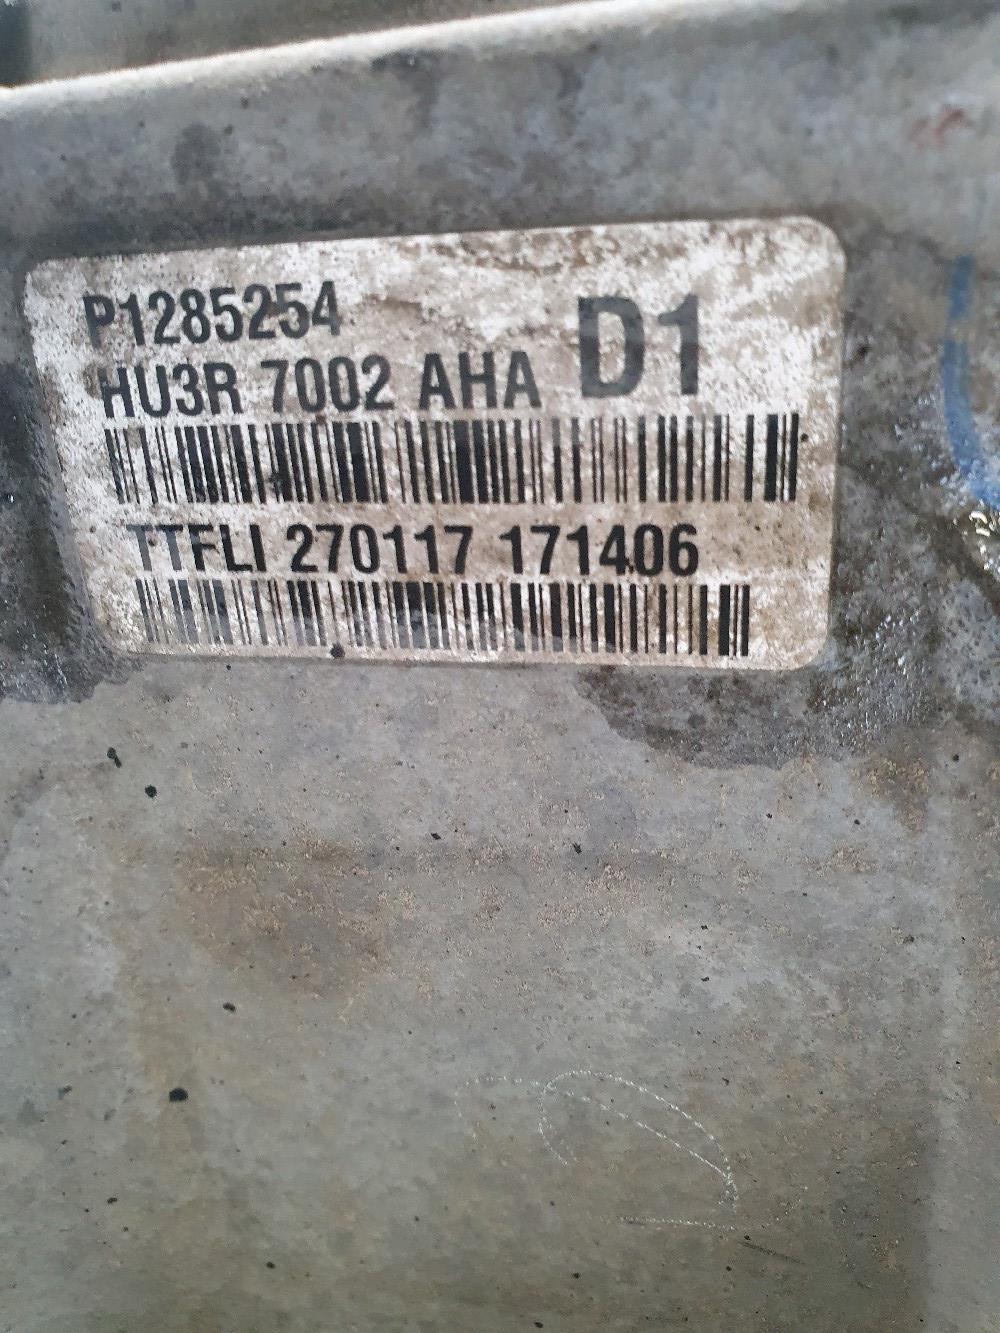 P1285254
HU3R 7002 AHA D1
TTFLI 270117 171406